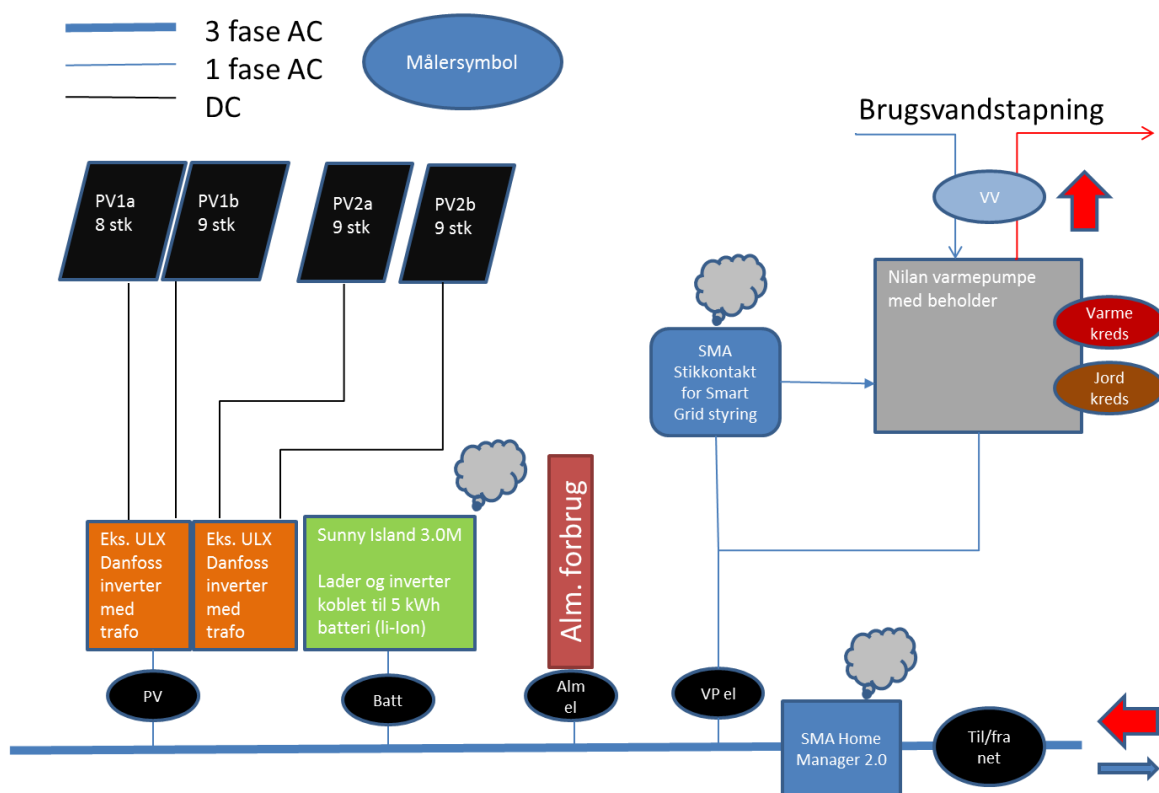 3 fase AC
1 fase AC
DC
Målersymbol
Brugsvandstapning
PV1a
8 stk
PV1b
9 stk
PV2a
9 stk
PV2b
9 stk
VV
Nilan varmepumpe
med beholder
Varme
kreds
Jord
kreds
SMA
Stikkontakt
for Smart
Grid styring
Eks. ULX
Danfoss
inverter
med
trafo
Eks. ULX
Danfoss
inverter
med
trafo
Sunny Island 3.0M
Lader og inverter
koblet til 5 kWh
batteri (li-Ion)
Alm. forbrug
PV
Batt
Alm
el
VP el
SMA Home
Manager 2.0
Til/fra
net